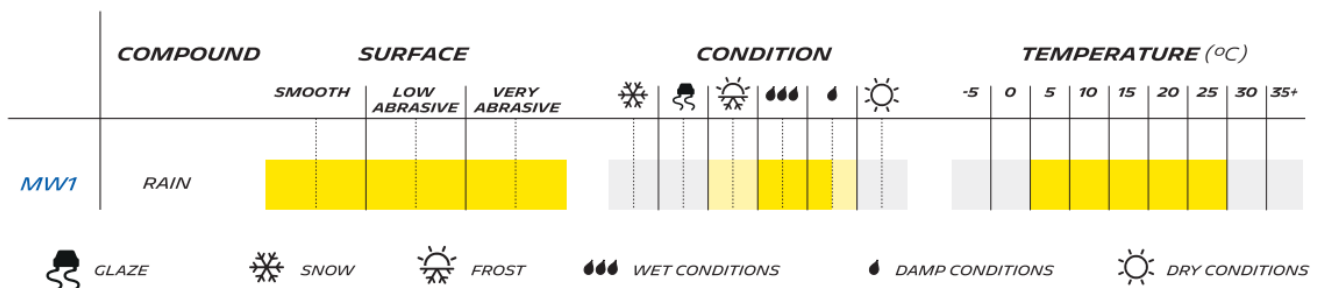 COMPOUND SURFACE CONDITION TEMPERATURE (ºC)
SMOOTH LOW ABRASIVE VERY ABRASIVE -5 0 5 10 15 20 25 30 35+
MW1 RAIN
GLAZE SNOW FROST WET CONDITIONS DAMP CONDITIONS DRY CONDITIONS